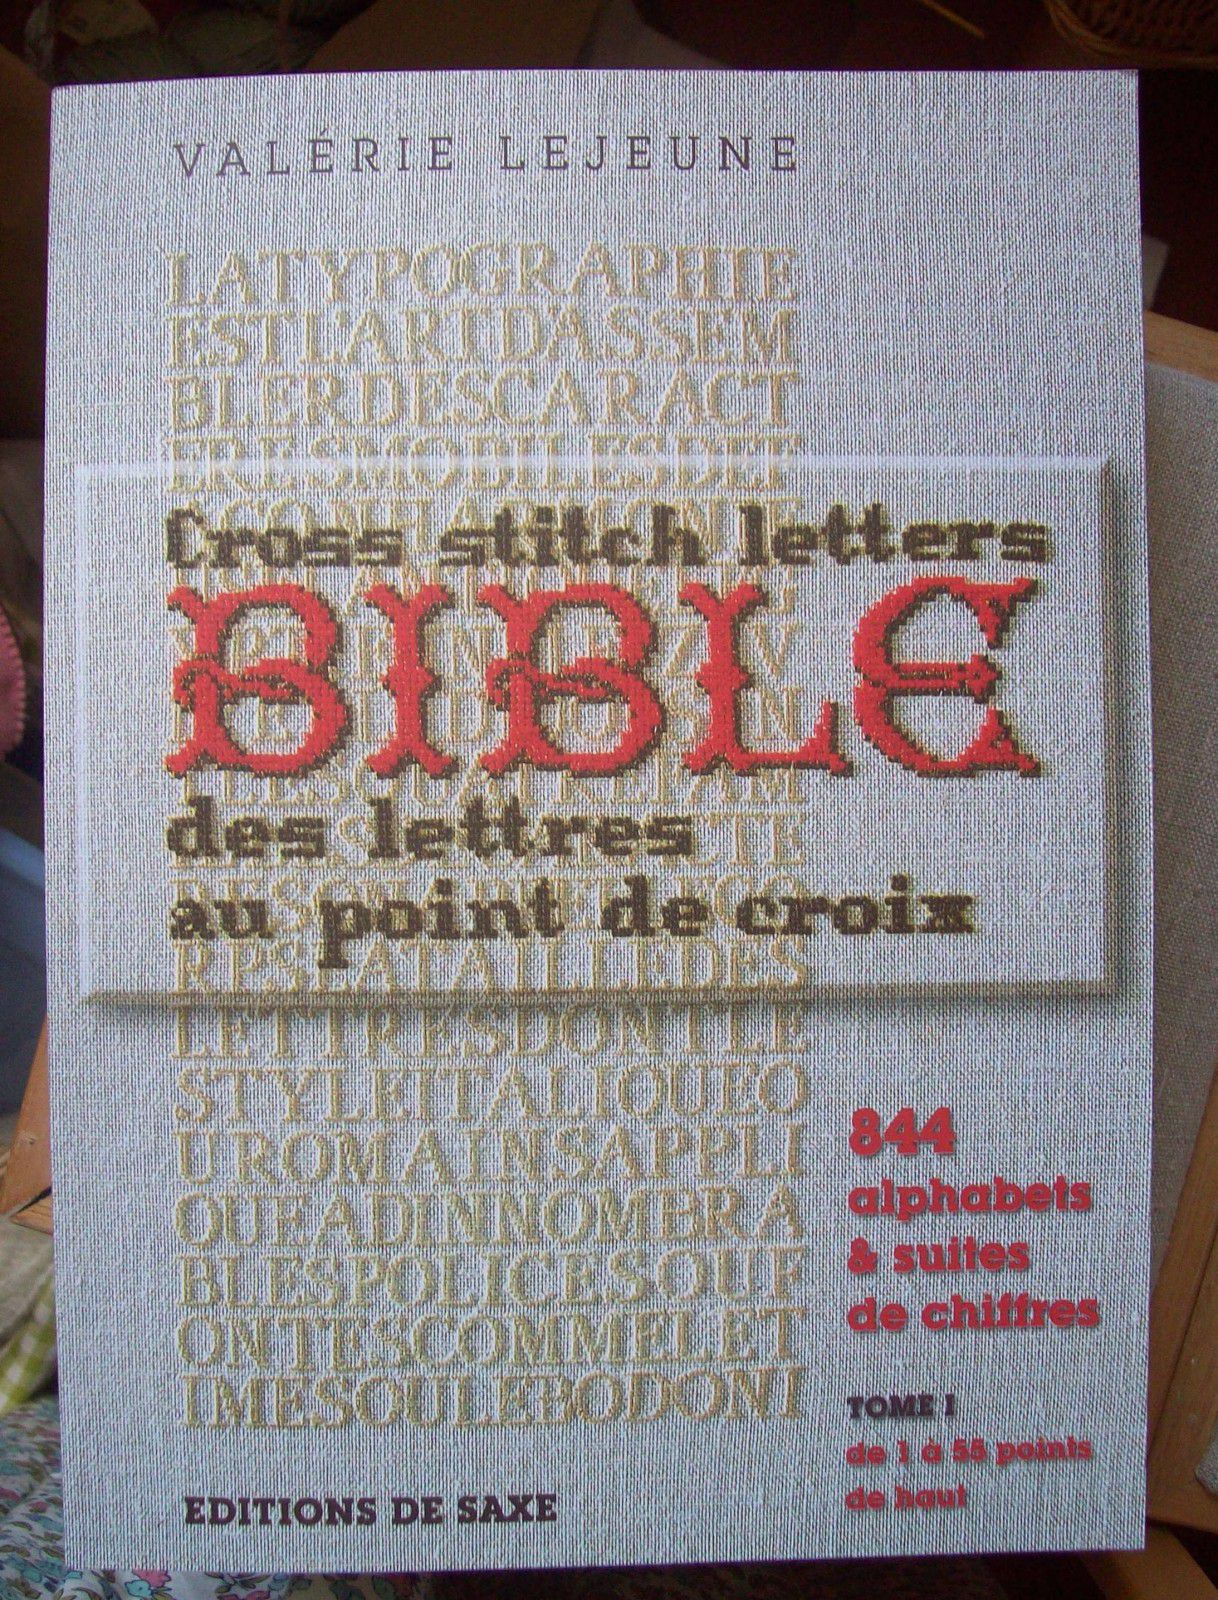 VALÉRIE LEJEUNE
LATYPOGRAPHIE
ESTL'ARTD'ASSEM
BLERDESCARACT
ERESMOBILESDEF
Cross stitch letters
BIBLE
des lettres
au point de croix
RESLATAILLEDES
LETTRESDONTLE
STYLEITALIQUEO
UROMAINSAPPLI
QUEADINNOMBRA
BLESPOLICESOUF
ONTESCOMMELET
IMESOULEBODONI
844
alphabets
& suites
de chiffres
TOME I
de 1 à 55 points
de haut
EDITIONS DE SAXE